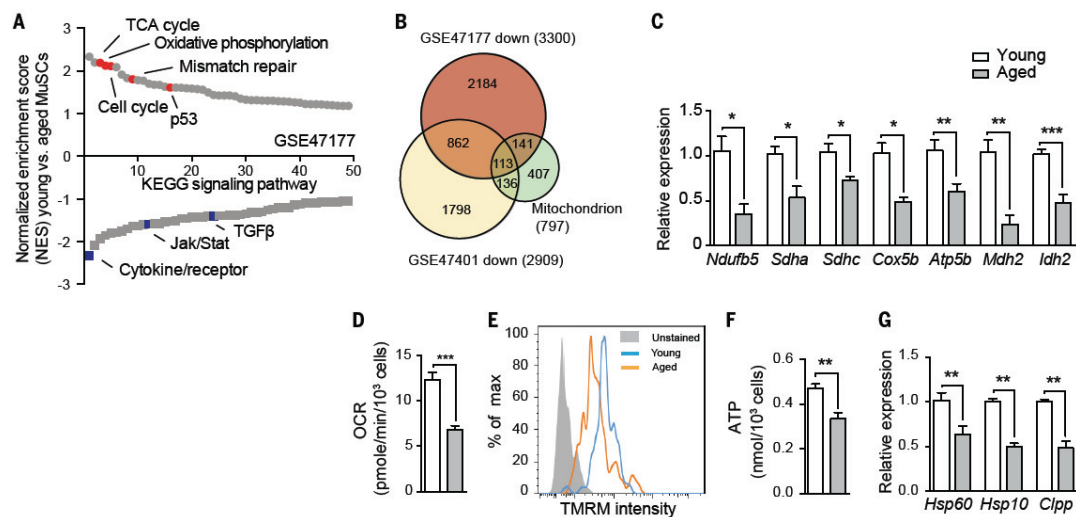 A
Normalized enrichment score
(NES) young vs. aged MuSCs
3
2
1
0
-1
-2
-3
TCA cycle
Oxidative phosphorylation
Mismatch repair
Cell cycle
p53
GSE47177
10 20 30 40 50
KEGG signaling pathway
TGFβ
Jak/Stat
Cytokine/receptor
B
GSE47177 down (3300)
2184
862
141
113
407
136
1798
Mitochondrion
(797)
GSE47401 down (2909)
C
Young
Aged
Relative expression
1.5
1.0
0.5
0
* * * * ** ** ***
Ndufb5 Sdha Sdhc Cox5b Atp5b Mdh2 Idh2
D
OCR
(pmole/min/10³ cells)
15
10
5
0
***
E
% of max
100
80
60
40
20
0
Unstained
Young
Aged
TMRM intensity
F
ATP
(nmol/10³ cells)
0.6
0.4
0.2
0.0
**
G
Relative expression
1.5
1.0
0.5
0
** ** **
Hsp60 Hsp10 Clpp